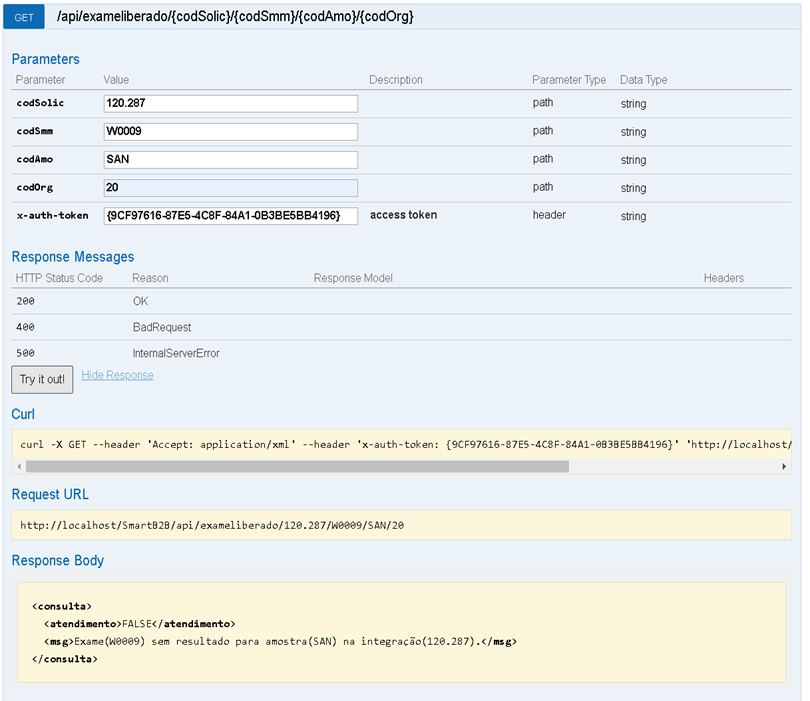 GET /api/exameliberado/{codSolic}/{codSmm}/{codAmo}/{codOrg}
Parameters
Parameter Value Description Parameter Type Data Type
codSolic 120.287 path string
codSmm W0009 path string
codAmo SAN path string
codOrg 20 path string
x-auth-token {9CF97616-87E5-4C8F-84A1-0B3BE5BB4196} access token header string
Response Messages
HTTP Status Code Reason Response Model Headers
200 OK
400 BadRequest
500 InternalServerError
Try it out! Hide Response
Curl
curl -X GET --header 'Accept: application/xml' --header 'x-auth-token: {9CF97616-87E5-4C8F-84A1-0B3BE5BB4196}' 'http://localhost/
Request URL
http://localhost/SmartB2B/api/exameliberado/120.287/W0009/SAN/20
Response Body
<consulta>
<atendimento>FALSE</atendimento>
<msg>Exame(W0009) sem resultado para amostra(SAN) na integração(120.287).</msg>
</consulta>